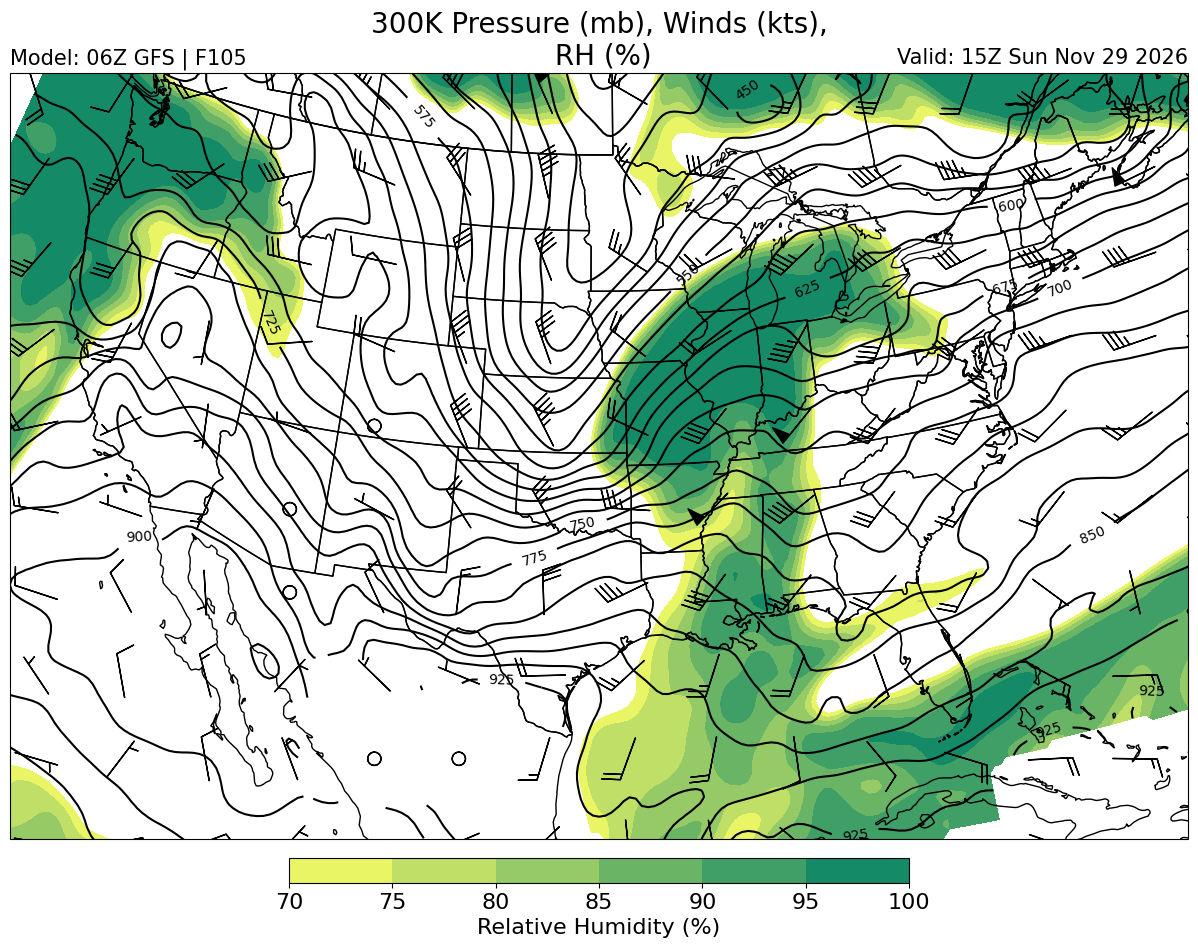 300K Pressure (mb), Winds (kts),
RH (%)
Model: 06Z GFS | F105
Valid: 15Z Sun Nov 29 2026
450
575
600
550
625
675
700
725
750
775
850
900
925
925
925
925
70 75 80 85 90 95 100
Relative Humidity (%)